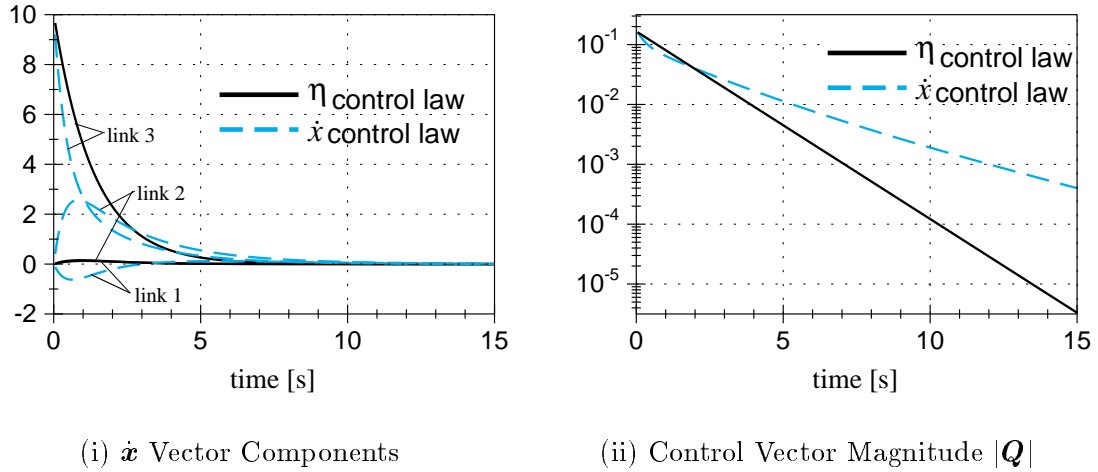 10
8
6
4
2
0
-2
0
5
10
15
time [s]
η control law
ẋ control law
link 3
link 2
link 1
(i) ẋ Vector Components
10⁻¹
10⁻²
10⁻³
10⁻⁴
10⁻⁵
0
5
10
15
time [s]
η control law
ẋ control law
(ii) Control Vector Magnitude |Q|